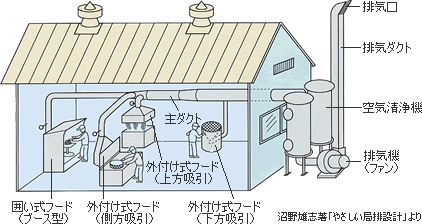 排気口
排気ダクト
空気清浄機
排気機
(ファン)
主ダクト
外付け式フード
(上方吸引)
囲い式フード
(ブース型)
外付け式フード
(側方吸引)
外付け式フード
(下方吸引)
沼野雄志著「やさしい局排設計」より